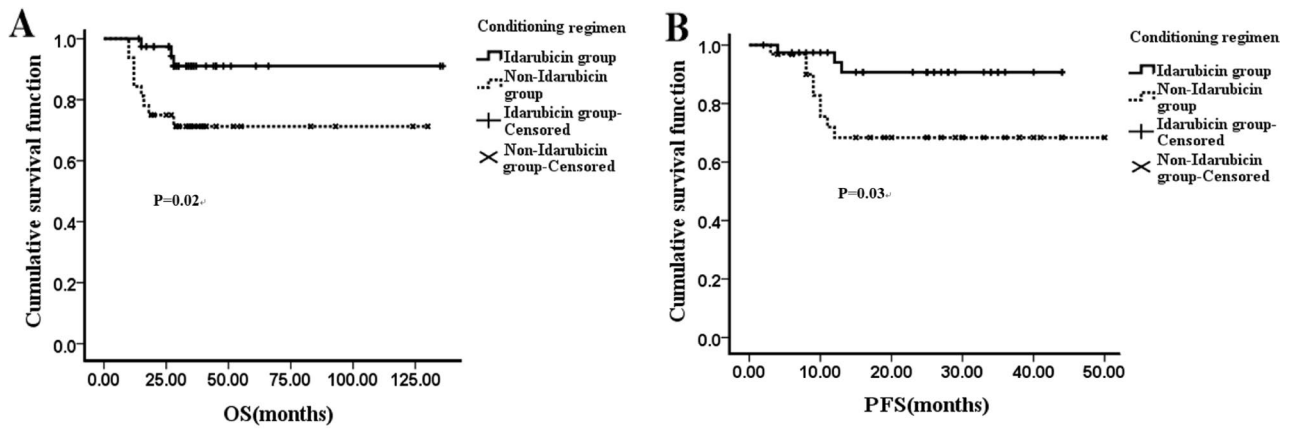 A
Cumulative survival function
1.0
0.8
0.6
0.4
0.2
0.0
P=0.02
0.00 25.00 50.00 75.00 100.00 125.00
OS(months)
Conditioning regimen
Idarubicin group
Non-Idarubicin
group
Idarubicin group-
Censored
Non-Idarubicin
group-Censored
B
Cumulative survival function
1.0
0.8
0.6
0.4
0.2
0.0
P=0.03
0.00 10.00 20.00 30.00 40.00 50.00
PFS(months)
Conditioning regimen
Idarubicin group
Non-Idarubicin
group
Idarubicin group-
Censored
Non-Idarubicin
group-Censored